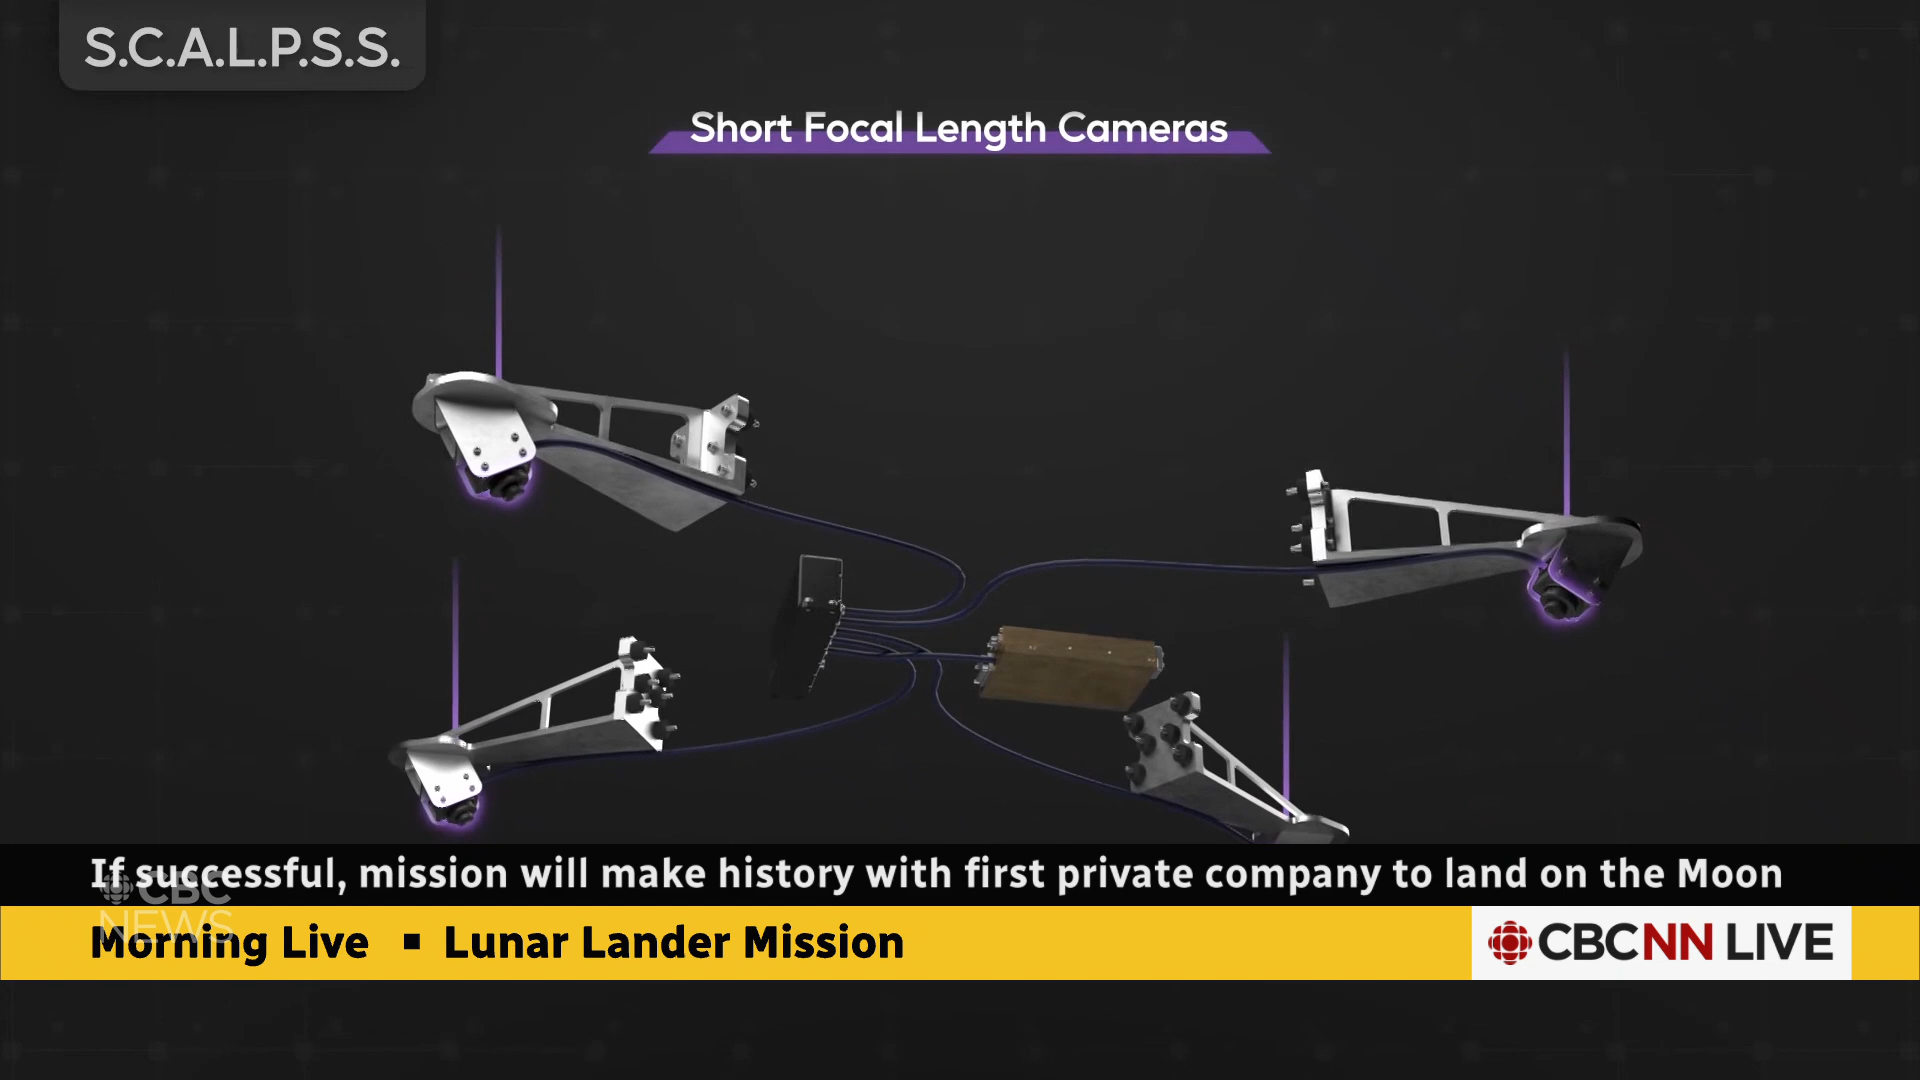 S.C.A.L.P.S.S.
Short Focal Length Cameras
If successful, mission will make history with first private company to land on the Moon
CBC
NEWS
Morning Live ▪ Lunar Lander Mission
CBCNN LIVE